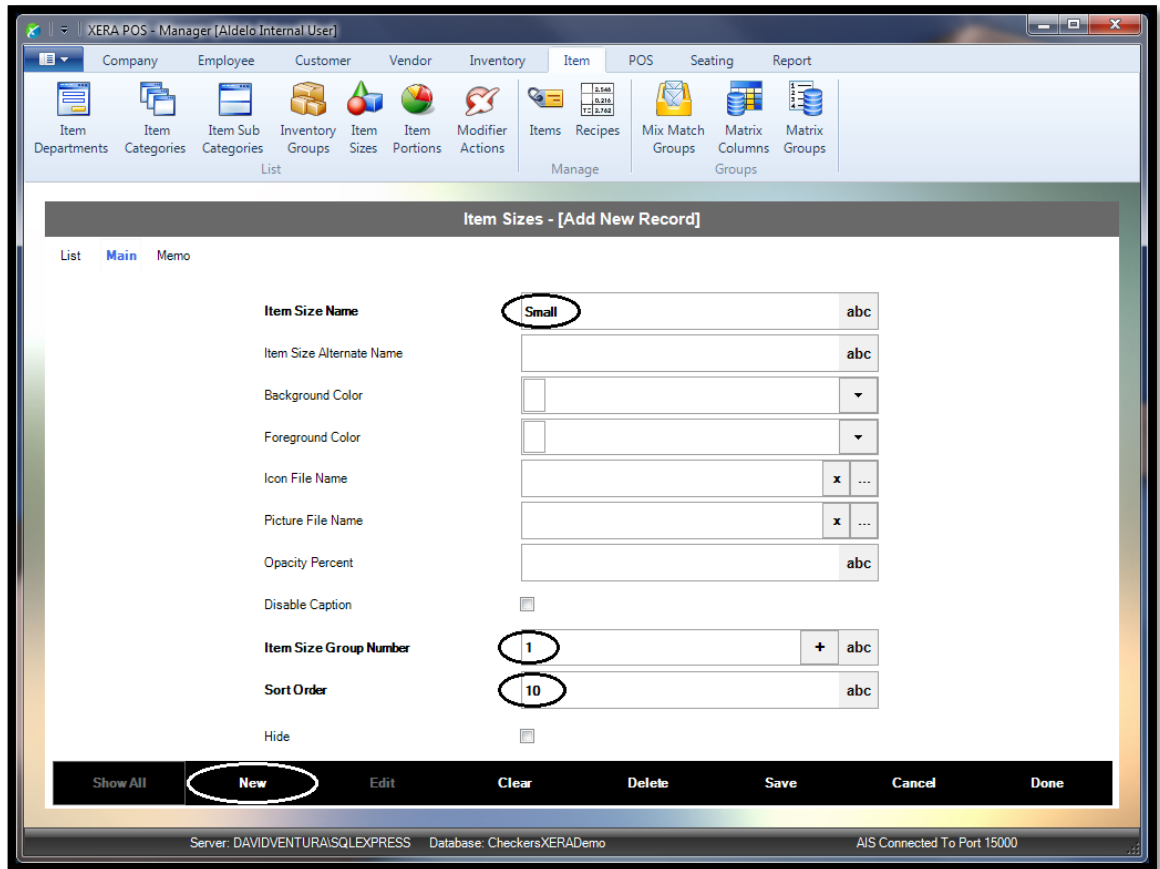 XERA POS - Manager [Aldelo Internal User]
Company Employee Customer Vendor Inventory Item POS Seating Report
Item Departments
Item Categories
Item Sub Categories
Inventory Groups
Item Sizes
Item Portions
Modifier Actions
Items
Recipes
Mix Match Groups
Matrix Columns
Matrix Groups
List Manage Groups
Item Sizes - [Add New Record]
List Main Memo
Item Size Name Small abc
Item Size Alternate Name abc
Background Color
Foreground Color
Icon File Name x ...
Picture File Name x ...
Opacity Percent abc
Disable Caption
Item Size Group Number 1 + abc
Sort Order 10 abc
Hide
Show All New Edit Clear Delete Save Cancel Done
Server: DAVIDVENTURA\SQLEXPRESS Database: CheckersXERADemo AIS Connected To Port 15000